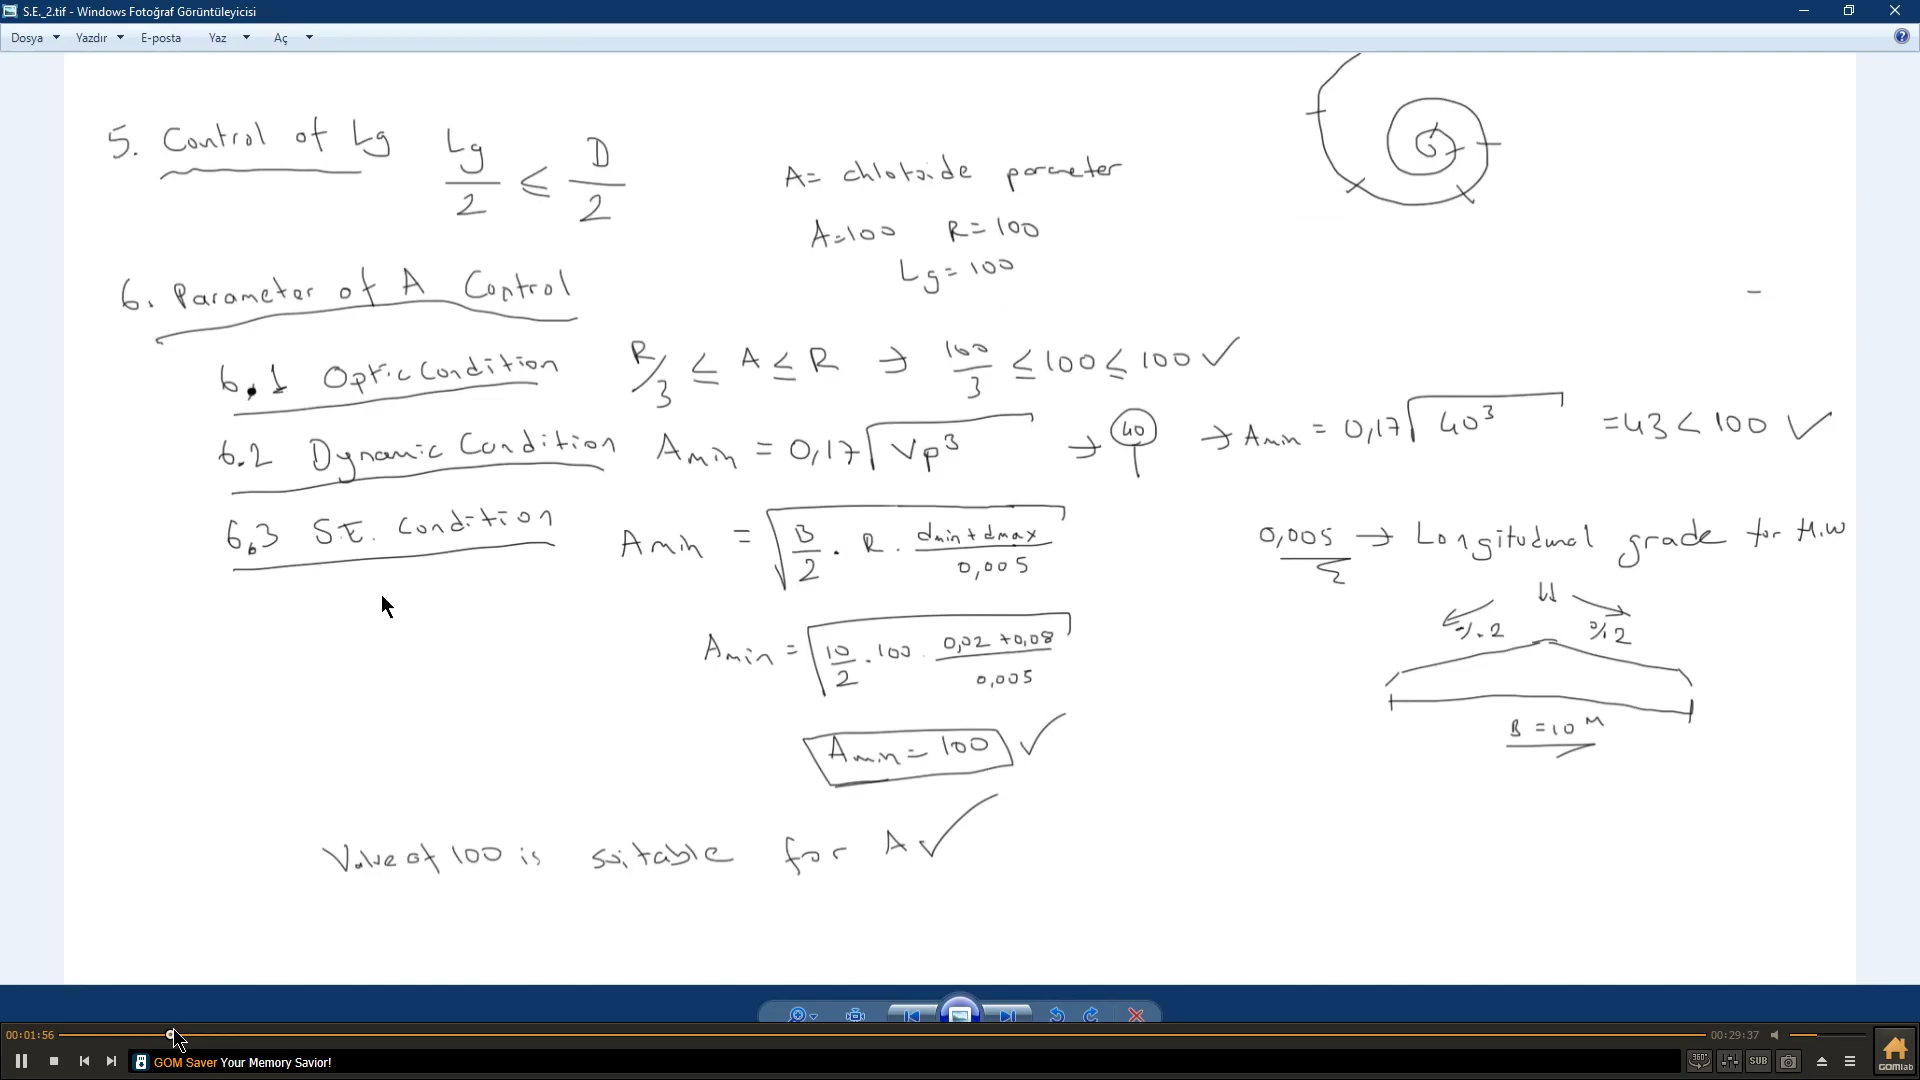 S.E._2.tif - Windows Fotoğraf Görüntüleyicisi
Dosya Yazdır E-posta Yaz Aç
5. Control of Lg Lg/2 ≤ D/2
A= chlotoide parameter
A=100 R=100
Lg=100
6. Parameter of A Control
6.1 Optic Condition R/3 ≤ A ≤ R → 100/3 ≤ 100 ≤ 100 ✓
6.2 Dynamic Condition Amin = 0,17√Vp³ → 40 → Amin = 0,17√40³ = 43 < 100 ✓
6.3 S.E. Condition Amin = √(B/2 . R . dmin+dmax/0,005)
0,005 → Longitudinal grade for H.W
%2 %2
Amin = √(10/2 . 100 . 0,02+0,08/0,005)
B = 10 M
Amin = 100 ✓
Value of 100 is suitable for A ✓
00:01:56 00:29:37
GOM Saver Your Memory Savior!
360° SUB
GOMlab